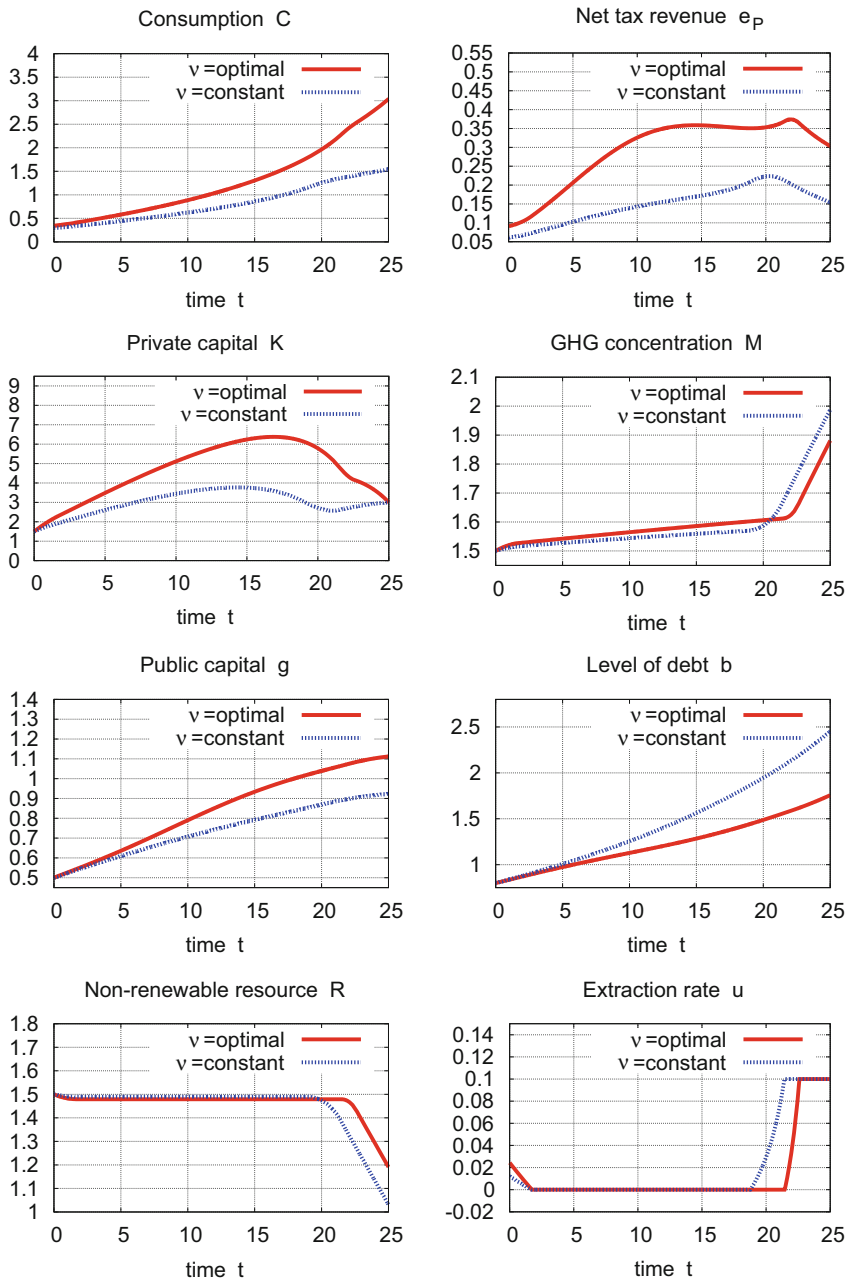 Consumption C
4
3.5
3
2.5
2
1.5
1
0.5
0
ν =optimal
ν =constant
0 5 10 15 20 25
time t
Net tax revenue e_P
0.55
0.5
0.45
0.4
0.35
0.3
0.25
0.2
0.15
0.1
0.05
ν =optimal
ν =constant
0 5 10 15 20 25
time t
Private capital K
9
8
7
6
5
4
3
2
1
0
ν =optimal
ν =constant
0 5 10 15 20 25
time t
GHG concentration M
2.1
2
1.9
1.8
1.7
1.6
1.5
ν =optimal
ν =constant
0 5 10 15 20 25
time t
Public capital g
1.4
1.3
1.2
1.1
1
0.9
0.8
0.7
0.6
0.5
ν =optimal
ν =constant
0 5 10 15 20 25
time t
Level of debt b
2.5
2
1.5
1
ν =optimal
ν =constant
0 5 10 15 20 25
time t
Non-renewable resource R
1.8
1.7
1.6
1.5
1.4
1.3
1.2
1.1
1
ν =optimal
ν =constant
0 5 10 15 20 25
time t
Extraction rate u
0.14
0.12
0.1
0.08
0.06
0.04
0.02
0
-0.02
ν =optimal
ν =constant
0 5 10 15 20 25
time t